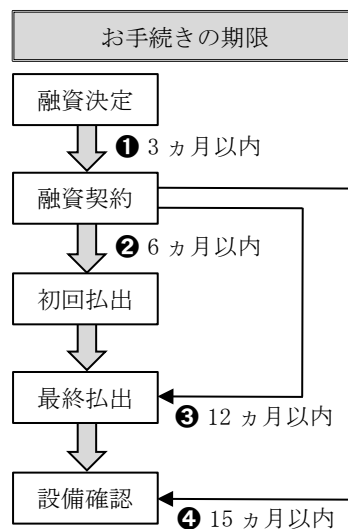 お手続きの期限
融資決定
❶ 3 ヵ月以内
融資契約
❷ 6 ヵ月以内
初回払出
最終払出
❸ 12 ヵ月以内
設備確認
❹ 15 ヵ月以内